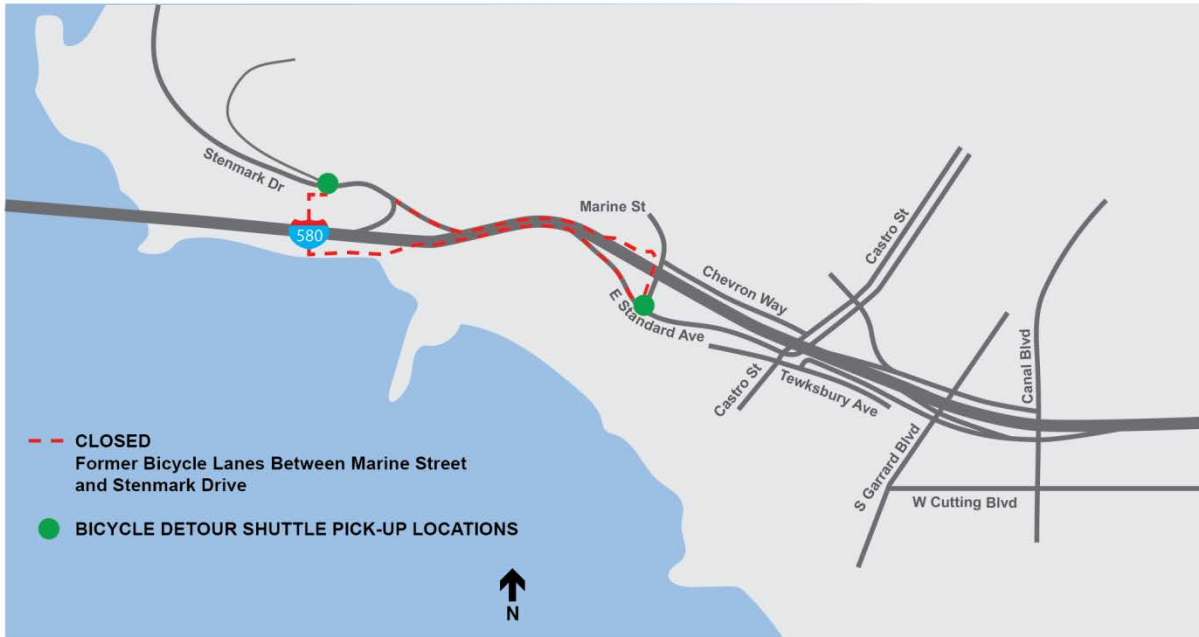 Stenmark Dr
580
Marine St
Castro St
Chevron Way
E Standard Ave
Castro St
Tewksbury Ave
Canal Blvd
S Garrard Blvd
W Cutting Blvd
CLOSED
Former Bicycle Lanes Between Marine Street
and Stenmark Drive
BICYCLE DETOUR SHUTTLE PICK-UP LOCATIONS
N